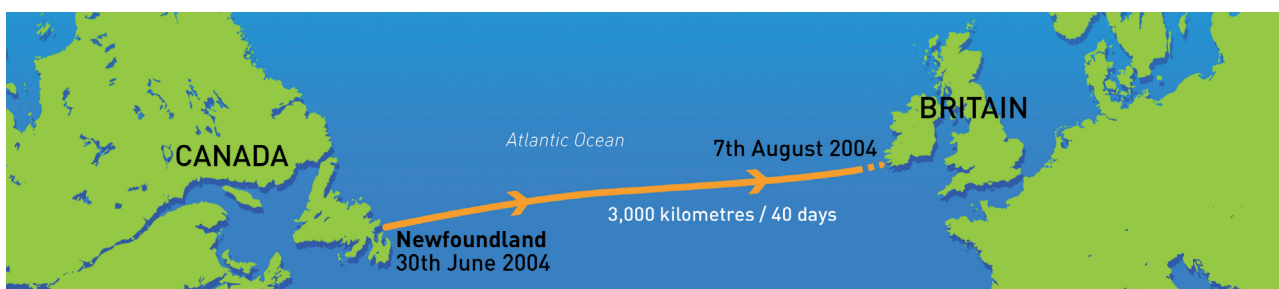 CANADA
Atlantic Ocean
BRITAIN
7th August 2004
3,000 kilometres / 40 days
Newfoundland
30th June 2004